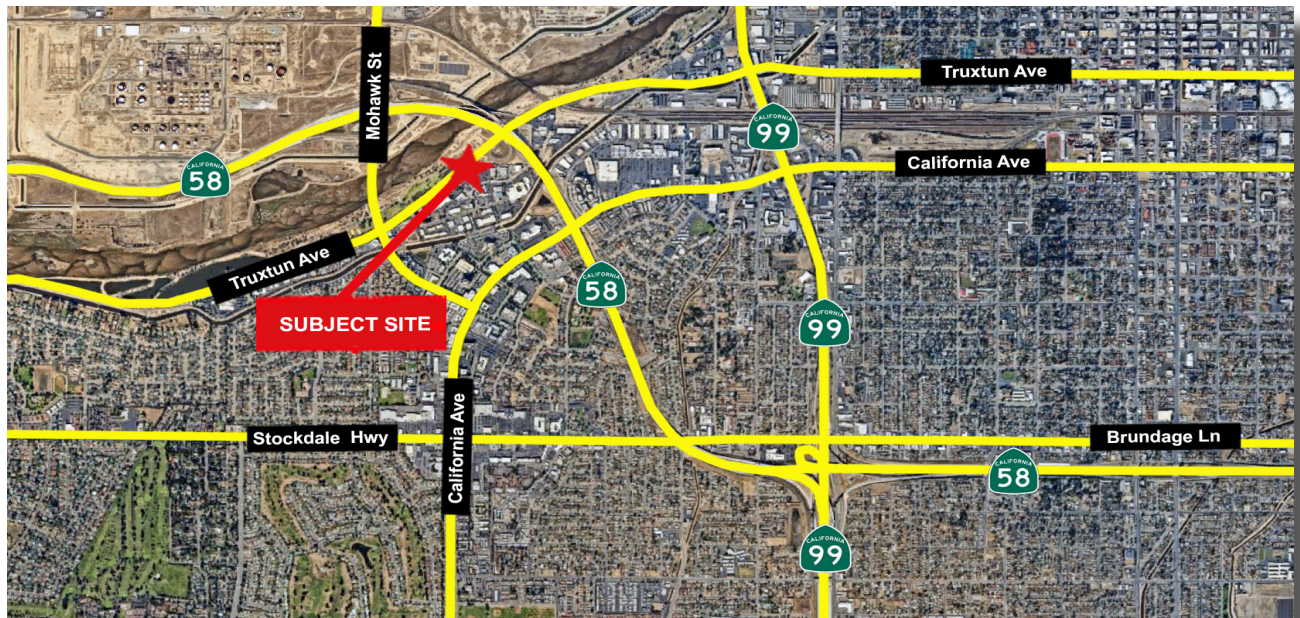 Mohawk St
Truxtun Ave
CALIFORNIA
99
California Ave
CALIFORNIA
58
Truxtun Ave
SUBJECT SITE
CALIFORNIA
58
CALIFORNIA
99
California Ave
Stockdale Hwy
Brundage Ln
CALIFORNIA
58
CALIFORNIA
99